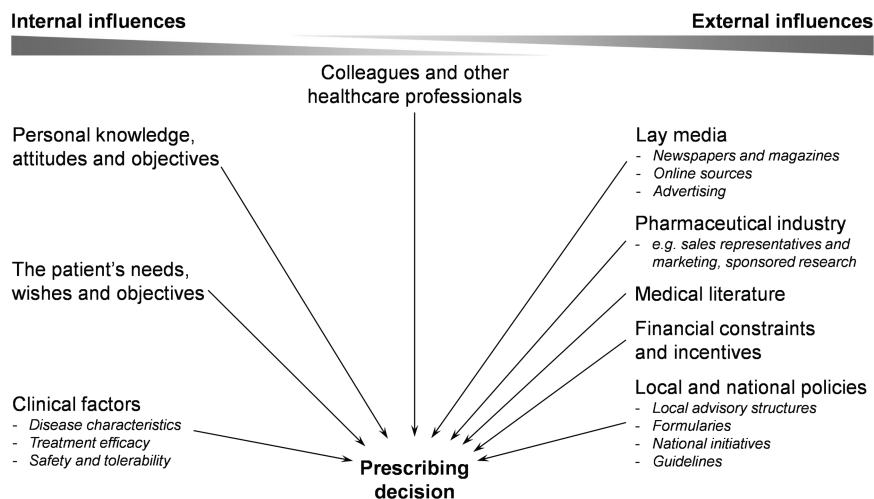 Internal influences
External influences
Colleagues and other
healthcare professionals
Personal knowledge,
attitudes and objectives
The patient's needs,
wishes and objectives
Clinical factors
- Disease characteristics
- Treatment efficacy
- Safety and tolerability
Lay media
- Newspapers and magazines
- Online sources
- Advertising
Pharmaceutical industry
- e.g. sales representatives and
marketing, sponsored research
Medical literature
Financial constraints
and incentives
Local and national policies
- Local advisory structures
- Formularies
- National initiatives
- Guidelines
Prescribing
decision